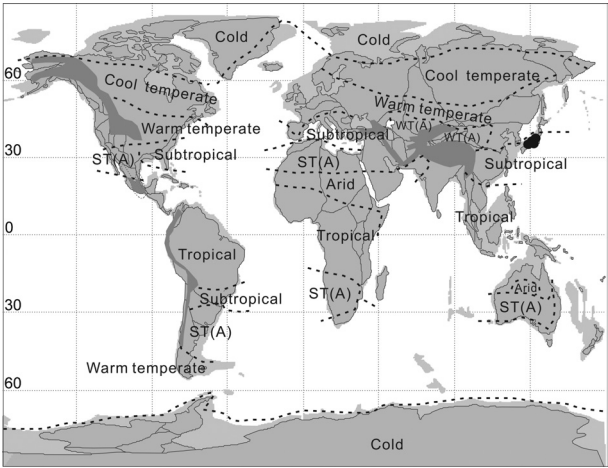 Cold
Cold
60
Cool temperate
Cool temperate
Warm temperate
Warm temperate
Subtropical
WT(A)
WT(A)
30
ST(A)
Subtropical
ST(A)
Subtropical
Arid
Tropical
0
Tropical
Tropical
Arid
ST(A)
Subtropical
ST(A)
30
ST(A)
Warm temperate
60
Cold